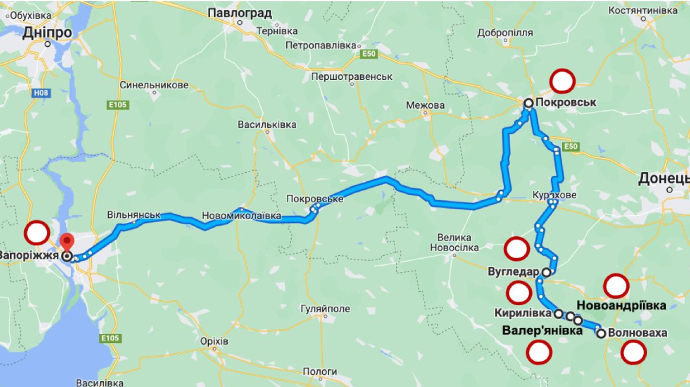 Павлоград
Обухівка
Костянтинівка
Дніпро
Тернівка
Добропілля
Петропавлівка
E50
Синельникове
Першотравенськ
H08
E105
Межова
Покровськ
Васильківка
E50
Курахове
Донецьк
Покровське
Вільнянськ
Новомиколаївка
Велика
Новосілка
Запоріжжя
Вугледар
Новоандріївка
Гуляйполе
Кирилівка
Валер'янівка
Волноваха
E105
Оріхів
Пологи
Василівка